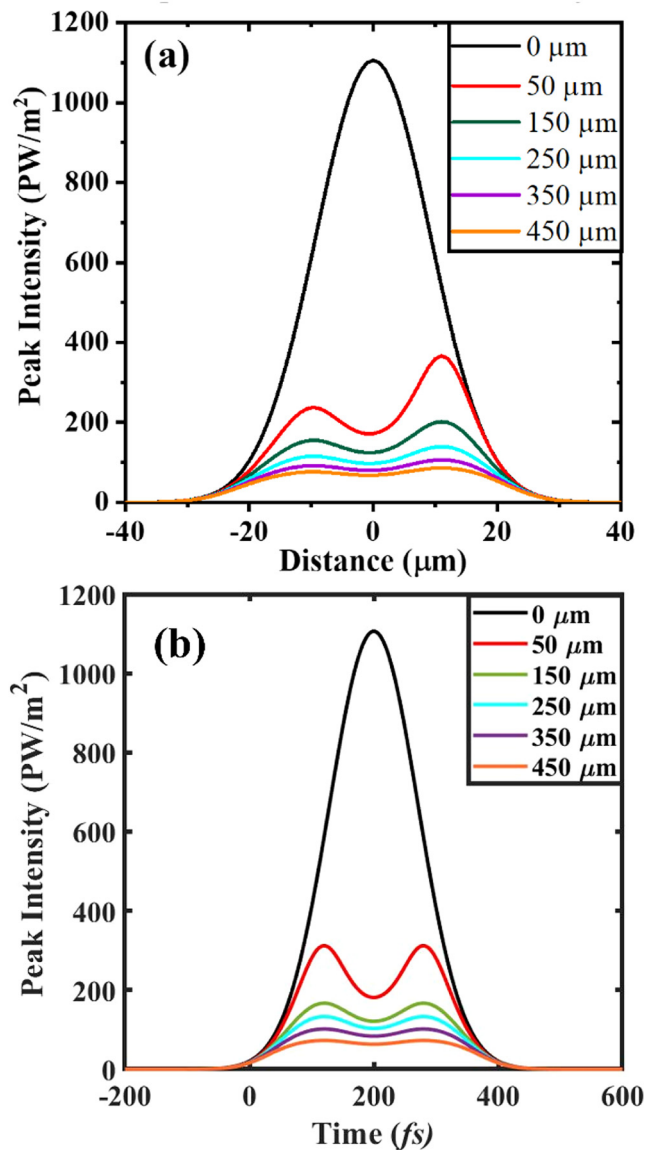 1200
(a)
0 µm
50 µm
150 µm
250 µm
350 µm
450 µm
1000
800
600
400
200
0
Peak Intensity (PW/m²)
-40
-20
0
20
40
Distance (µm)
1200
(b)
0 µm
50 µm
150 µm
250 µm
350 µm
450 µm
1000
800
600
400
200
0
Peak Intensity (PW/m²)
-200
0
200
400
600
Time (fs)